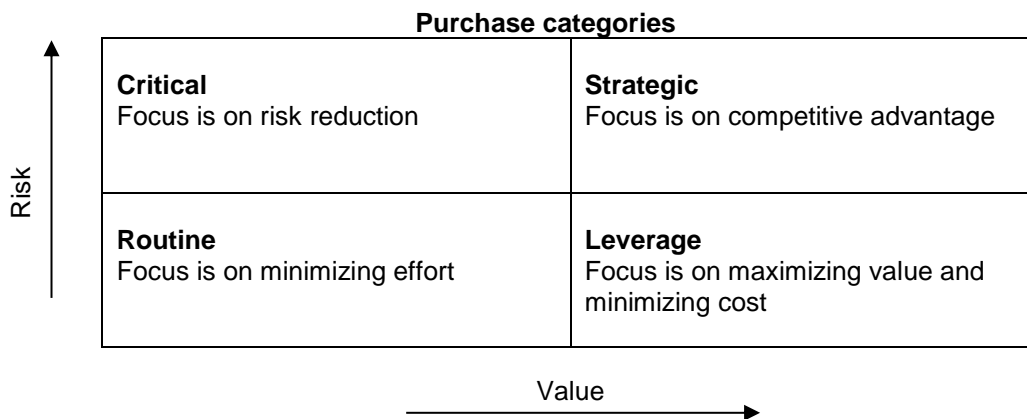 Purchase categories
Critical
Focus is on risk reduction
Strategic
Focus is on competitive advantage
Risk
Routine
Focus is on minimizing effort
Leverage
Focus is on maximizing value and
minimizing cost
Value